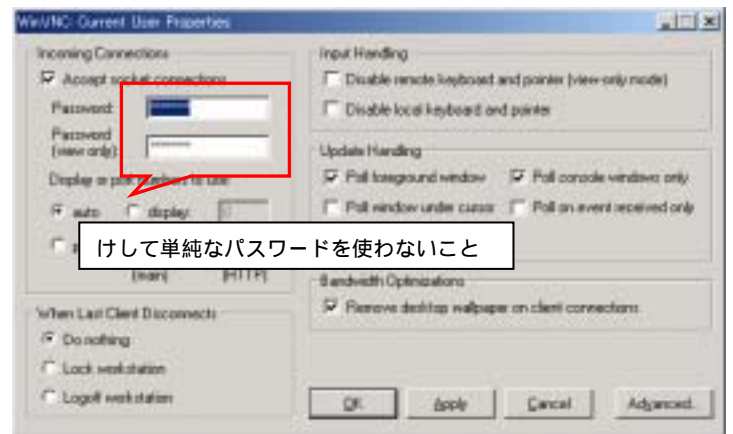 WinVNC: Current User Properties
Incoming Connections
Accept socket connections
Password:
Password
(view only):
Display or port numbers to use:
auto
display:
けして単純なパスワードを使わないこと
(main)
(HTTP)
When Last Client Disconnects
Do nothing
Lock workstation
Logoff workstation
Input Handling
Disable remote keyboard and pointer (view-only mode)
Disable local keyboard and pointer
Update Handling
Poll foreground window
Poll console windows only
Poll window under cursor
Poll on event received only
Bandwidth Optimizations
Remove desktop wallpaper on client connections
OK
Apply
Cancel
Advanced..